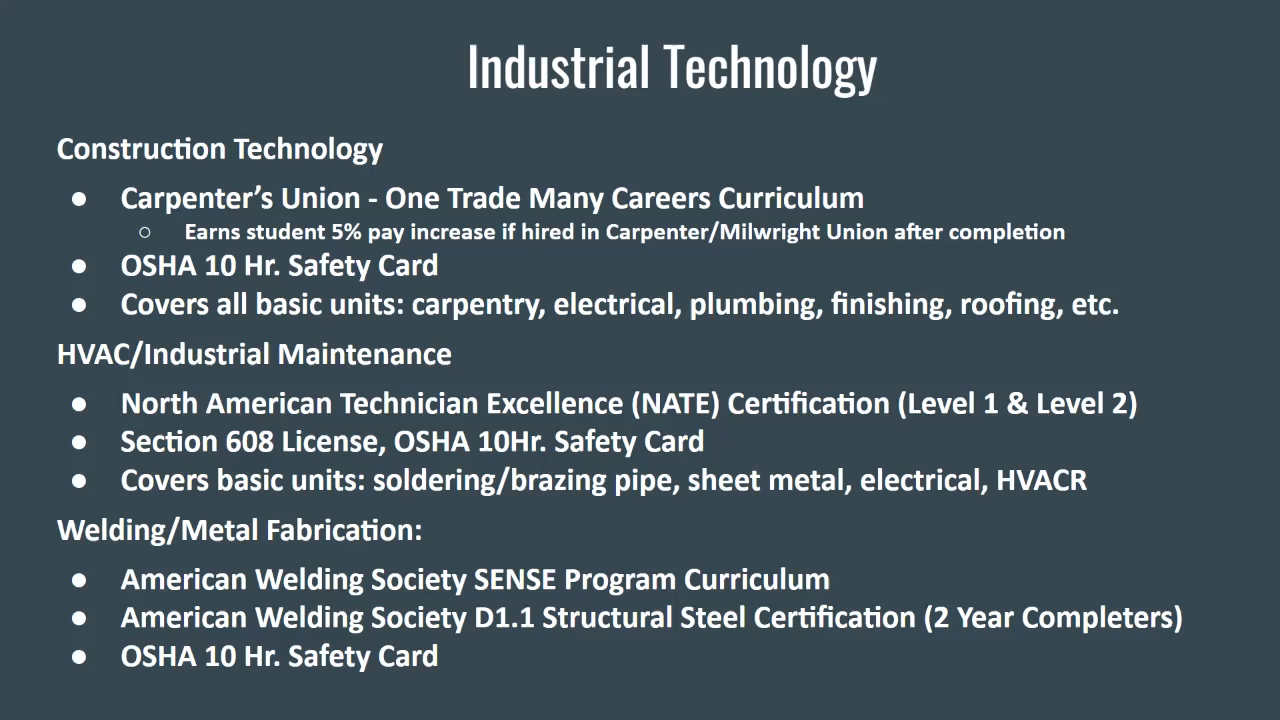 Industrial Technology
Construction Technology
● Carpenter’s Union - One Trade Many Careers Curriculum
○ Earns student 5% pay increase if hired in Carpenter/Milwright Union after completion
● OSHA 10 Hr. Safety Card
● Covers all basic units: carpentry, electrical, plumbing, finishing, roofing, etc.
HVAC/Industrial Maintenance
● North American Technician Excellence (NATE) Certification (Level 1 & Level 2)
● Section 608 License, OSHA 10Hr. Safety Card
● Covers basic units: soldering/brazing pipe, sheet metal, electrical, HVACR
Welding/Metal Fabrication:
● American Welding Society SENSE Program Curriculum
● American Welding Society D1.1 Structural Steel Certification (2 Year Completers)
● OSHA 10 Hr. Safety Card